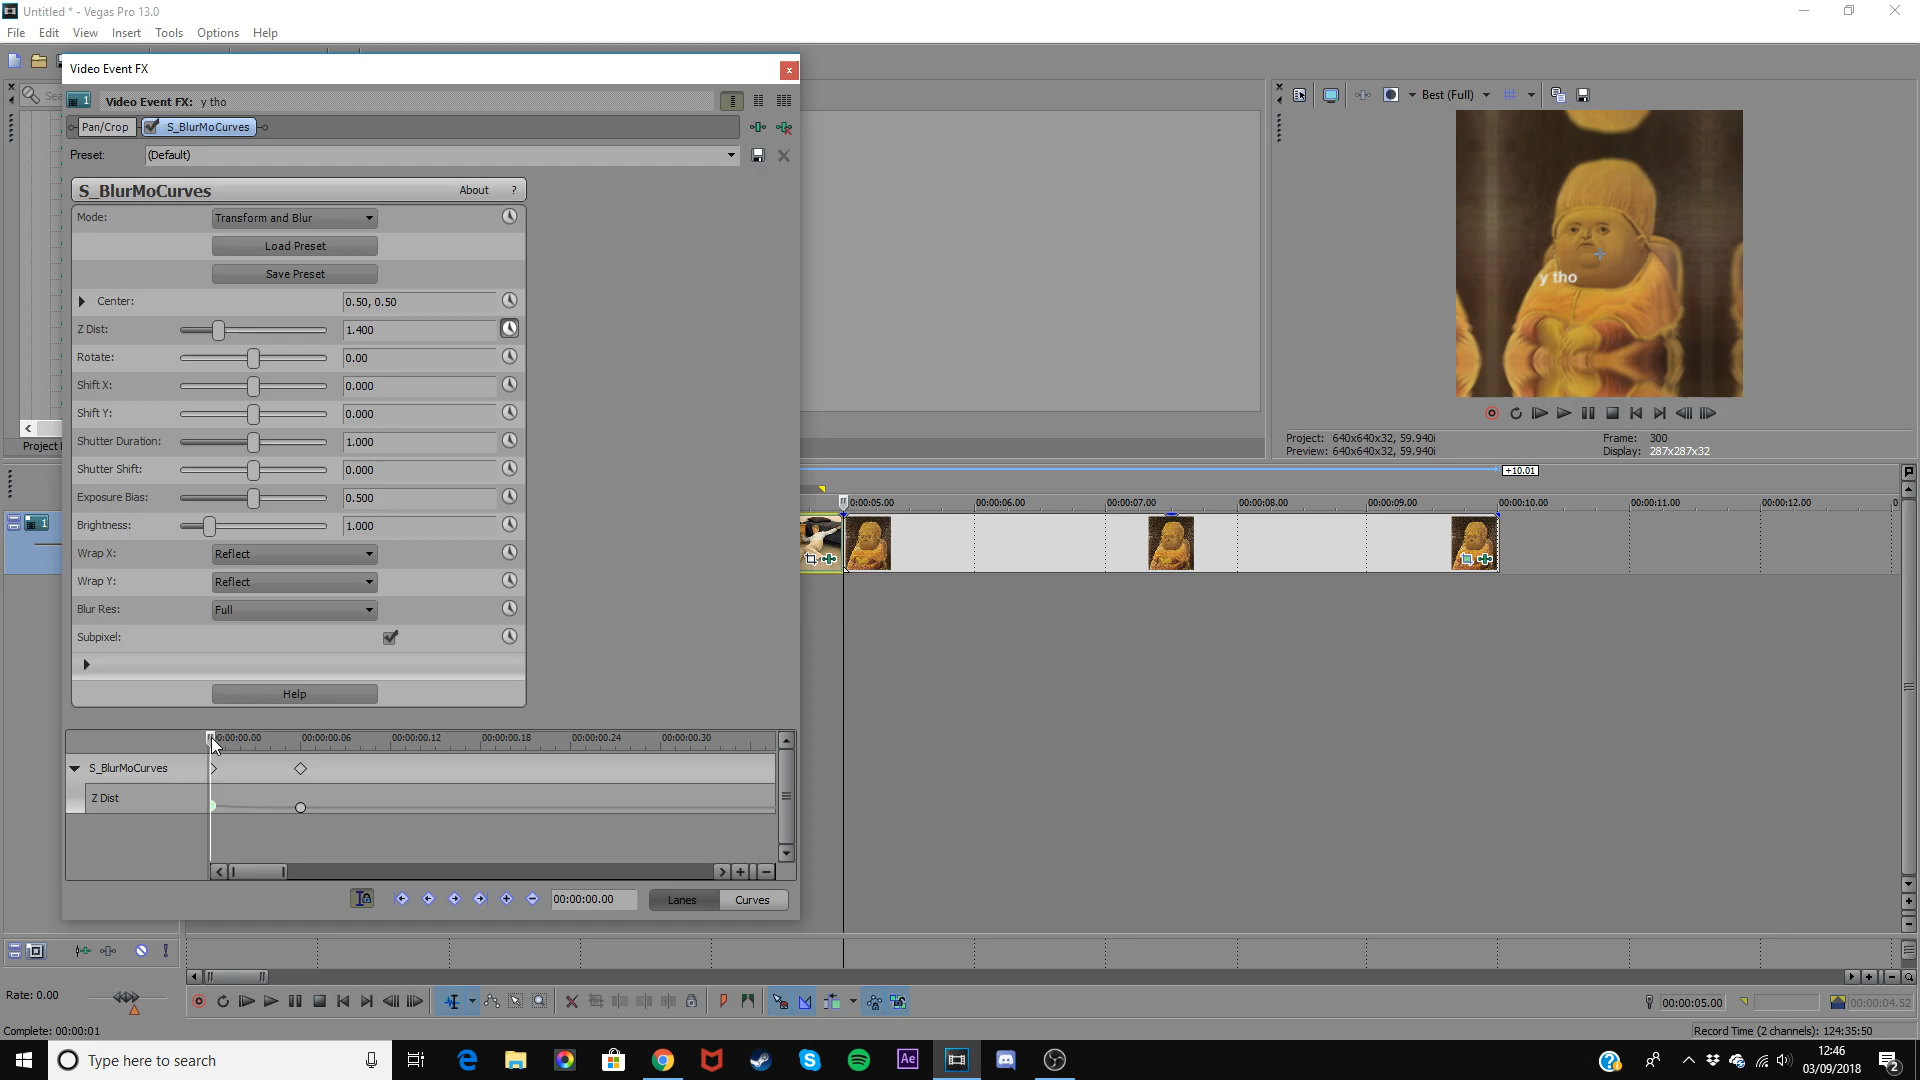 Untitled * - Vegas Pro 13.0
File Edit View Insert Tools Options Help
Video Event FX
1 Video Event FX: y tho
Pan/Crop S_BlurMoCurves
Preset: (Default)
S_BlurMoCurves About ?
Mode: Transform and Blur
Load Preset
Save Preset
Center: 0.50, 0.50
Z Dist: 1.400
Rotate: 0.00
Shift X: 0.000
Shift Y: 0.000
Shutter Duration: 1.000
Shutter Shift: 0.000
Exposure Bias: 0.500
Brightness: 1.000
Wrap X: Reflect
Wrap Y: Reflect
Blur Res: Full
Subpixel:
Help
00:00:00.00 00:00:00.06 00:00:00.12 00:00:00.18 00:00:00.24 00:00:00.30
S_BlurMoCurves
Z Dist
00:00:00.00 Lanes Curves
Best (Full)
y tho
Project: 640x640x32, 59.940i Frame: 300
Preview: 640x640x32, 59.940i Display: 287x287x32
+10.01
00:00:05.00 00:00:06.00 00:00:07.00 00:00:08.00 00:00:09.00 00:00:10.00 00:00:11.00 00:00:12.00
1
Rate: 0.00
00:00:05.00 00:00:04.52
Complete: 00:00:01
Record Time (2 channels): 124:35:50
Type here to search
Ae
12:46
03/09/2018
2